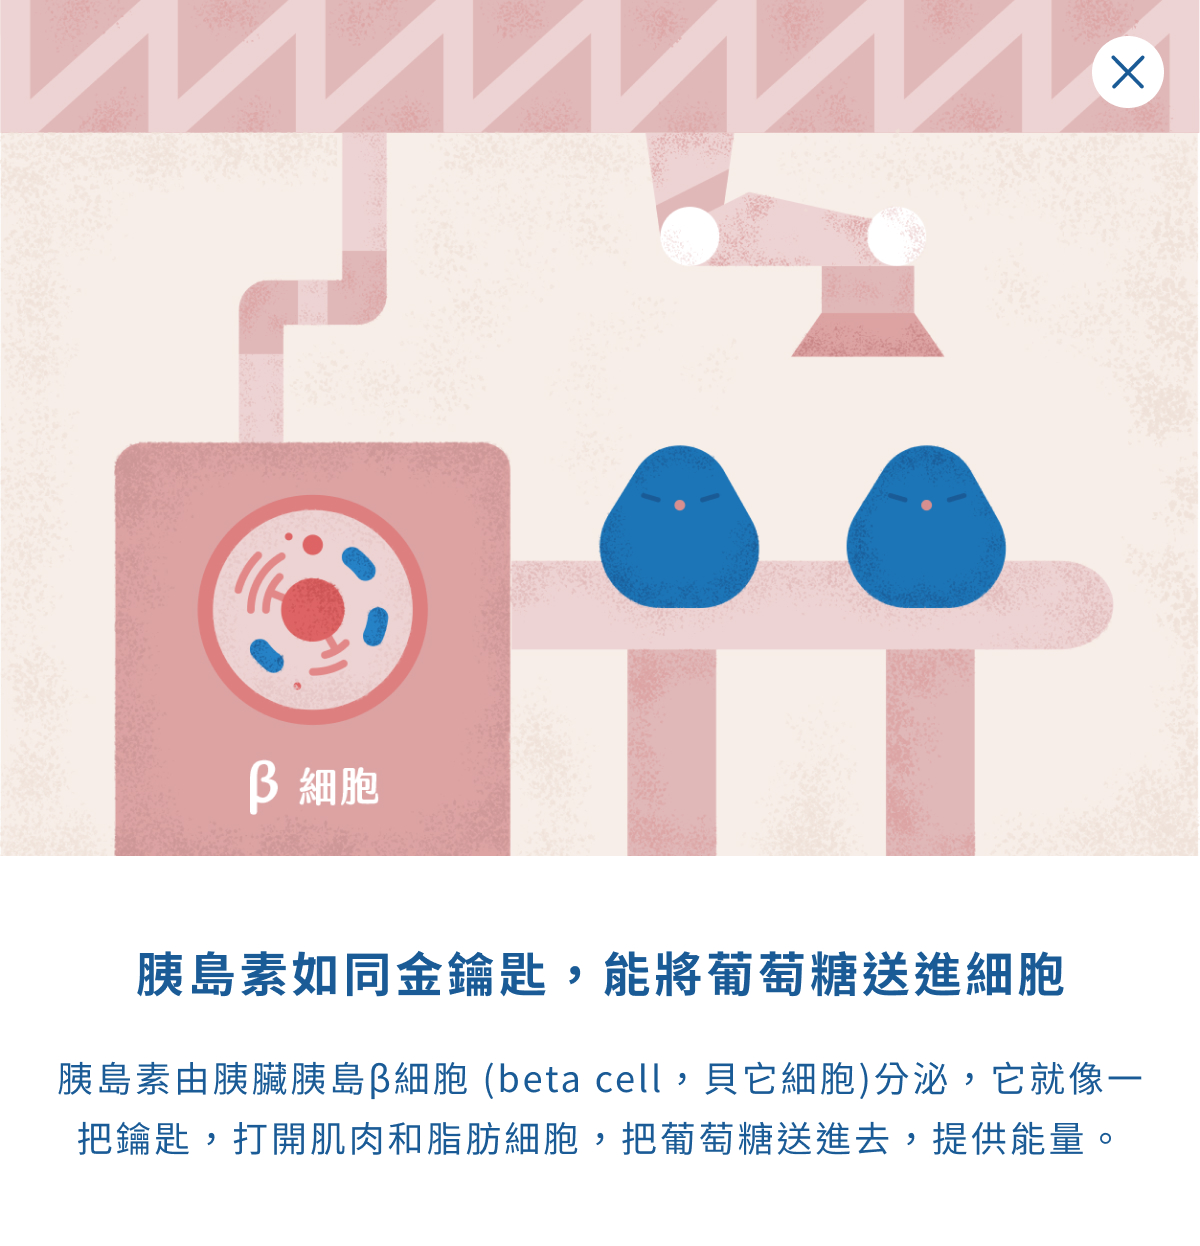 β 細胞
胰島素如同金鑰匙，能將葡萄糖送進細胞
胰島素由胰臟胰島β細胞 (beta cell，貝它細胞)分泌，它就像一
把鑰匙，打開肌肉和脂肪細胞，把葡萄糖送進去，提供能量。